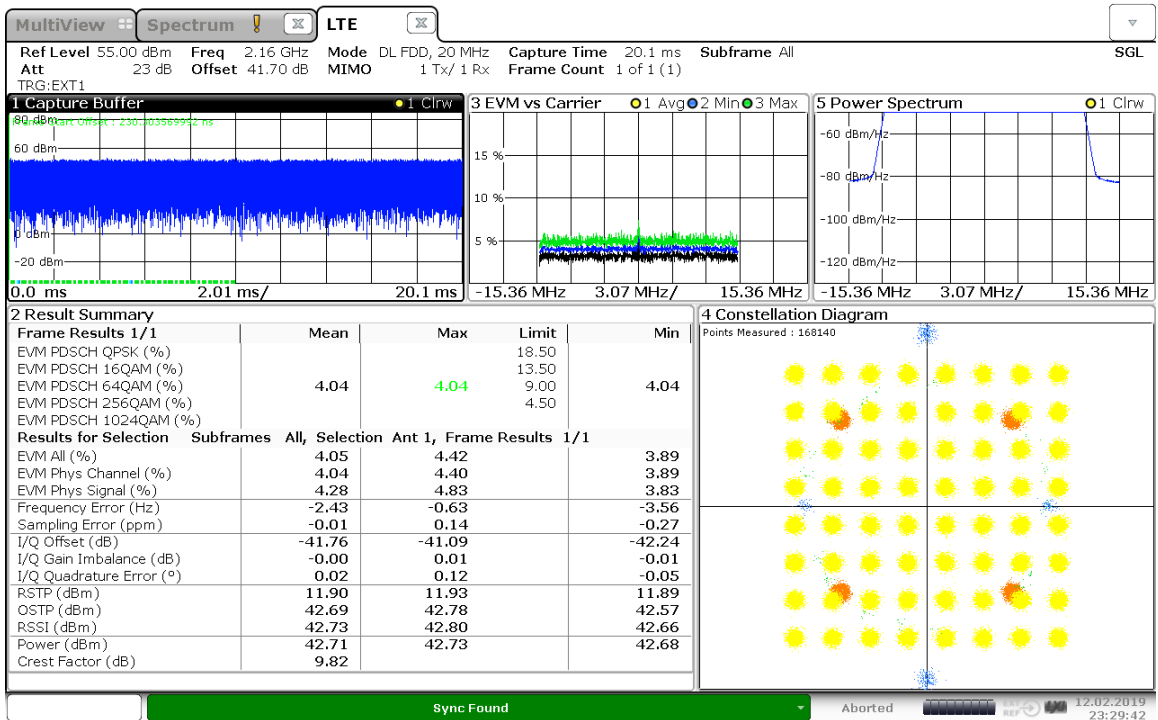 MultiView Spectrum ! LTE
Ref Level 55.00 dBm Freq 2.16 GHz Mode DL FDD, 20 MHz Capture Time 20.1 ms Subframe All SGL
Att 23 dB Offset 41.70 dB MIMO 1 Tx/ 1 Rx Frame Count 1 of 1 (1)
TRG:EXT1
1 Capture Buffer 1 Clrw
80 dBm
Frame Start Offset : 230.303569992 ns
60 dBm
0 dBm
-20 dBm
0.0 ms 2.01 ms/ 20.1 ms
3 EVM vs Carrier 1 Avg 2 Min 3 Max
15 %
10 %
5 %
-15.36 MHz 3.07 MHz/ 15.36 MHz
5 Power Spectrum 1 Clrw
-60 dBm/Hz
-80 dBm/Hz
-100 dBm/Hz
-120 dBm/Hz
-15.36 MHz 3.07 MHz/ 15.36 MHz
2 Result Summary
Frame Results 1/1 Mean Max Limit Min
EVM PDSCH QPSK (%) 18.50
EVM PDSCH 16QAM (%) 13.50
EVM PDSCH 64QAM (%) 4.04 4.04 9.00 4.04
EVM PDSCH 256QAM (%) 4.50
EVM PDSCH 1024QAM (%)
Results for Selection Subframes All, Selection Ant 1, Frame Results 1/1
EVM All (%) 4.05 4.42 3.89
EVM Phys Channel (%) 4.04 4.40 3.89
EVM Phys Signal (%) 4.28 4.83 3.83
Frequency Error (Hz) -2.43 -0.63 -3.56
Sampling Error (ppm) -0.01 0.14 -0.27
I/Q Offset (dB) -41.76 -41.09 -42.24
I/Q Gain Imbalance (dB) -0.00 0.01 -0.01
I/Q Quadrature Error (°) 0.02 0.12 -0.05
RSTP (dBm) 11.90 11.93 11.89
OSTP (dBm) 42.69 42.78 42.57
RSSI (dBm) 42.73 42.80 42.66
Power (dBm) 42.71 42.73 42.68
Crest Factor (dB) 9.82
4 Constellation Diagram
Points Measured : 168140
Sync Found Aborted EXT REF 12.02.2019
23:29:42